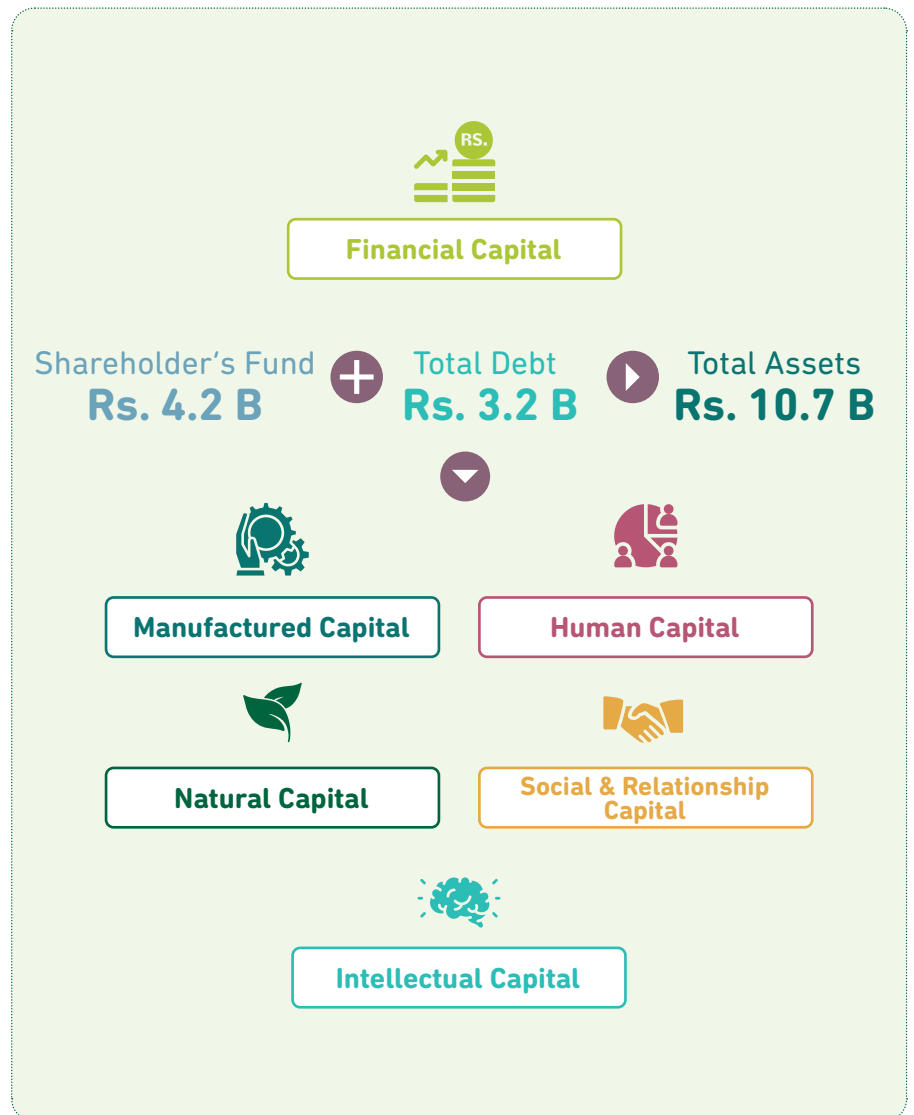 RS.
Financial Capital
Shareholder's Fund
Rs. 4.2 B
Total Debt
Rs. 3.2 B
Total Assets
Rs. 10.7 B
Manufactured Capital
Human Capital
Natural Capital
Social & Relationship
Capital
Intellectual Capital